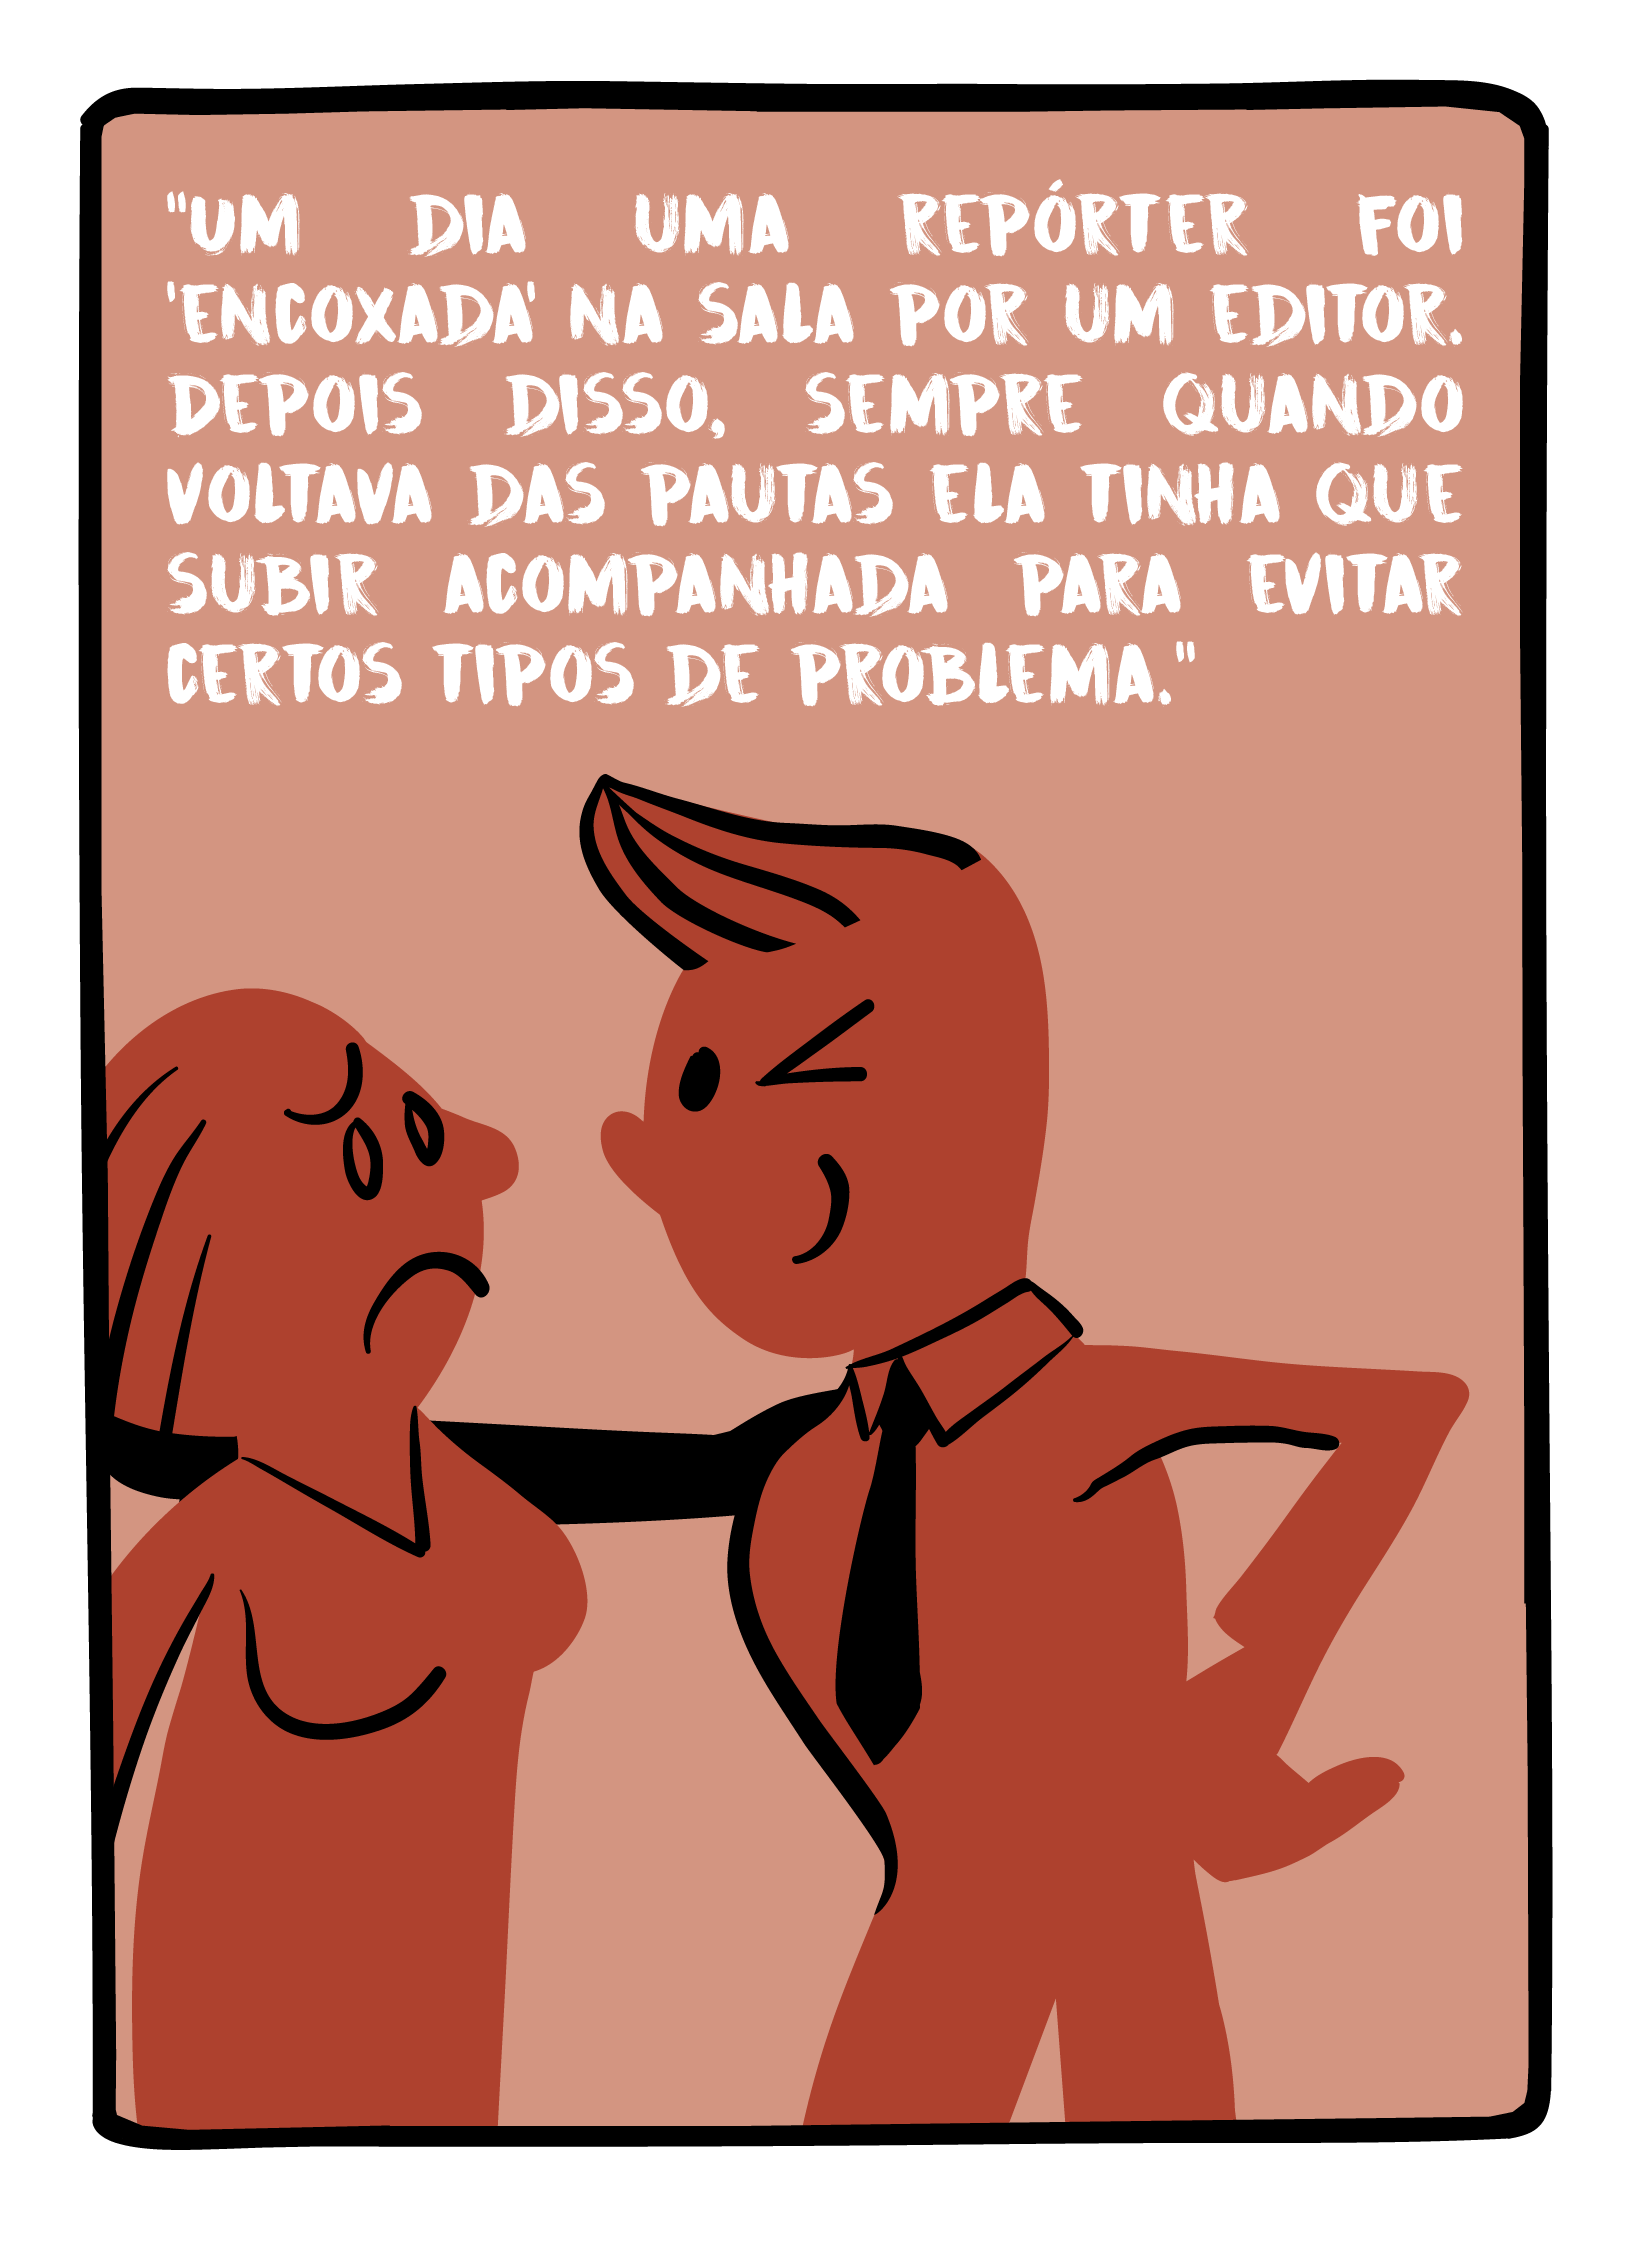 "UM DIA UMA REPÓRTER FOI
'ENCOXADA' NA SALA POR UM EDITOR.
DEPOIS DISSO, SEMPRE QUANDO
VOLTAVA DAS PAUTAS ELA TINHA QUE
SUBIR ACOMPANHADA PARA EVITAR
CERTOS TIPOS DE PROBLEMA."